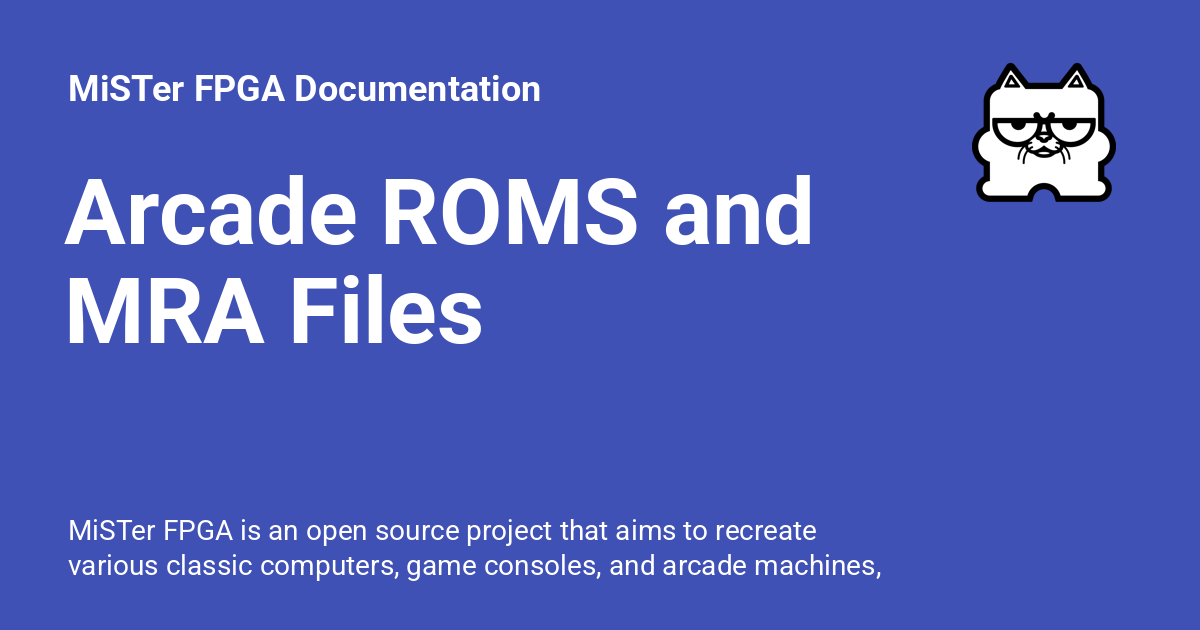 MiSTer FPGA Documentation
Arcade ROMS and
MRA Files
MiSTer FPGA is an open source project that aims to recreate
various classic computers, game consoles, and arcade machines,